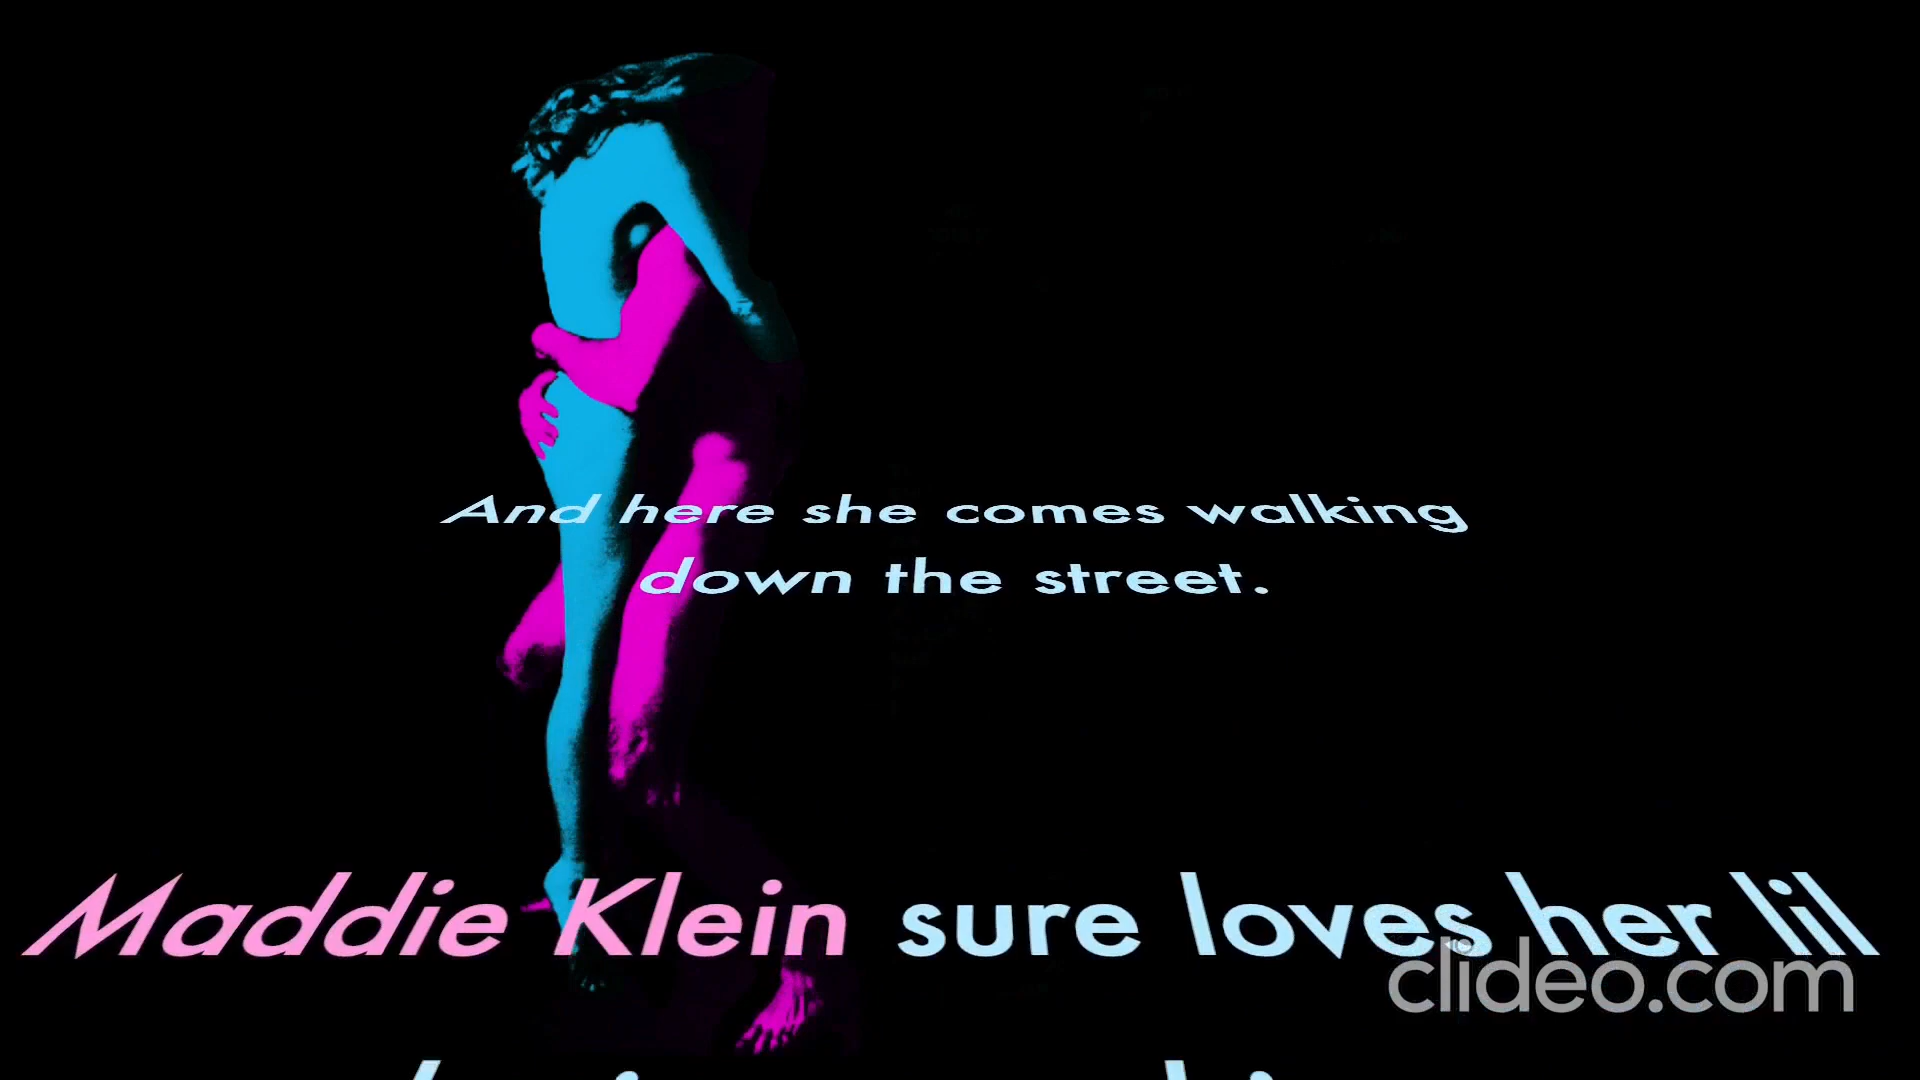 And here she comes walking
down the street.
Maddie Klein sure loves her lil
clideo.com